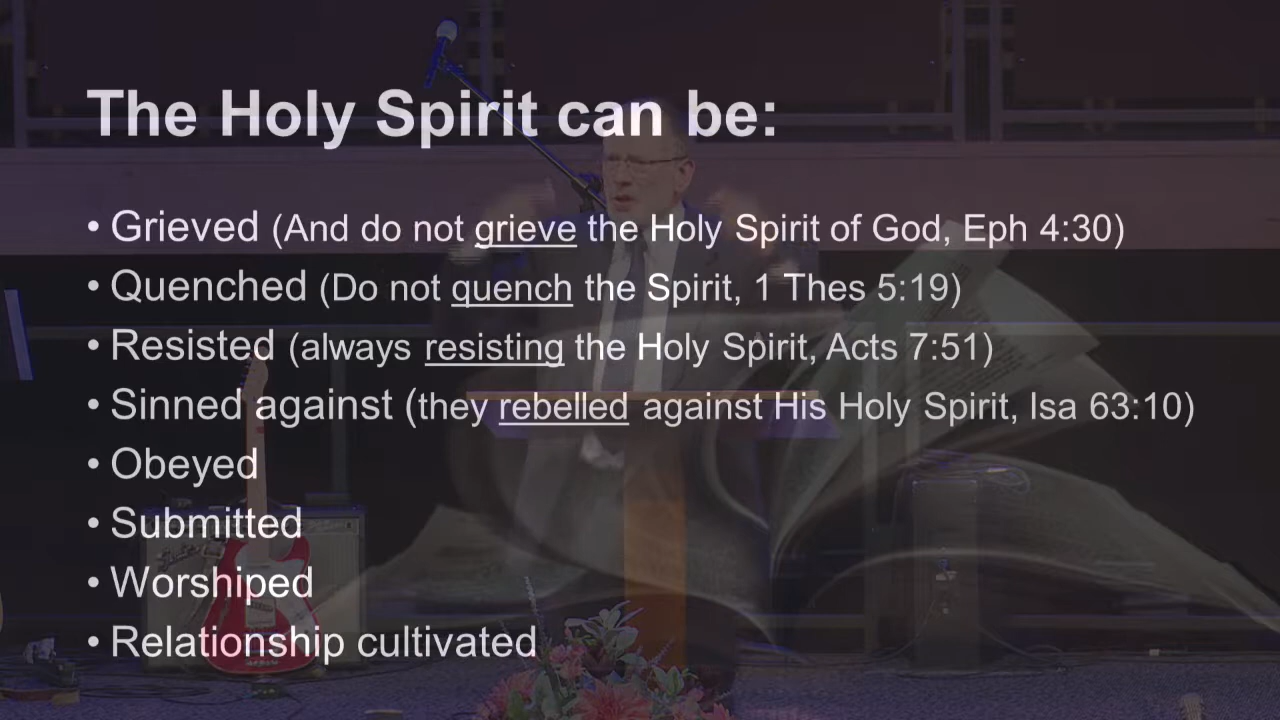 The Holy Spirit can be:
• Grieved (And do not grieve the Holy Spirit of God, Eph 4:30)
• Quenched (Do not quench the Spirit, 1 Thes 5:19)
• Resisted (always resisting the Holy Spirit, Acts 7:51)
• Sinned against (they rebelled against His Holy Spirit, Isa 63:10)
• Obeyed
• Submitted
• Worshiped
• Relationship cultivated